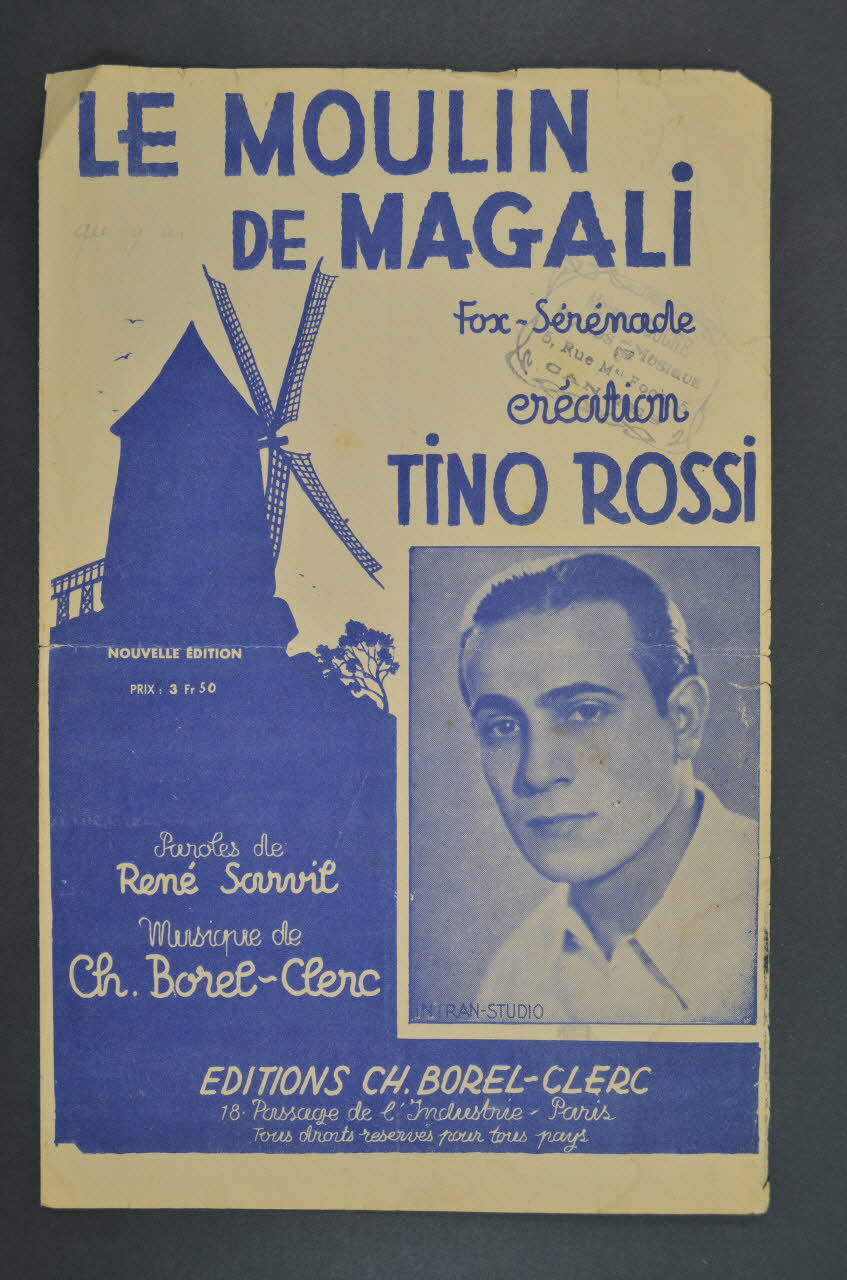 LE MOULIN
DE MAGALI
Fox-Sérénade
création
TINO ROSSI
Rue
NOUVELLE ÉDITION
PRIX : 3 Fr 50
Paroles de
René Sarvil
Musique de
Ch. Borel-Clerc
INTRAN-STUDIO
EDITIONS CH. BOREL-CLERC
18. Passage de l'Industrie - Paris
Tous droits reservés pour tous pays